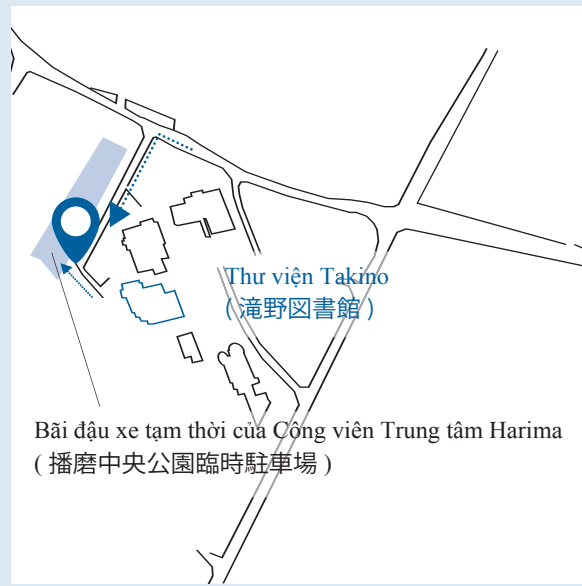 Thư viện Takino
( 滝野図書館 )
Bãi đậu xe tạm thời của Công viên Trung tâm Harima
( 播磨中央公園臨時駐車場 )